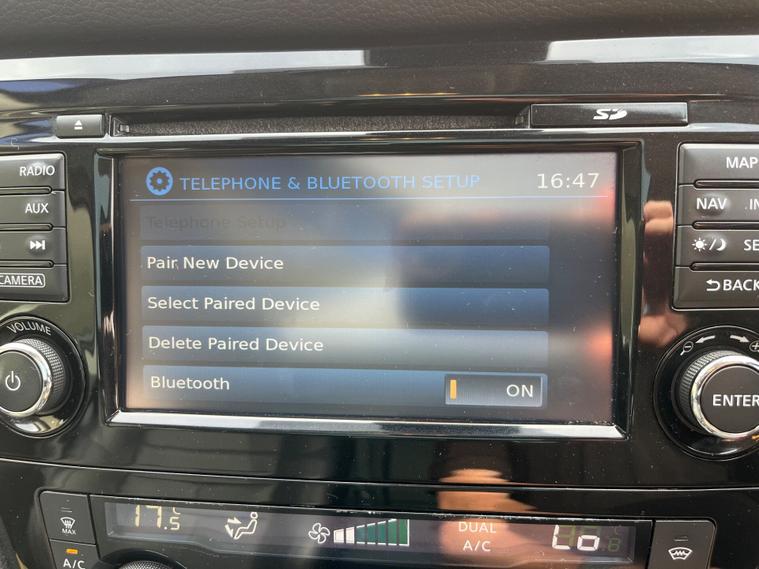 SD
RADIO
AUX
CAMERA
VOLUME
TELEPHONE & BLUETOOTH SETUP 16:47
Telephone Setup
Pair New Device
Select Paired Device
Delete Paired Device
Bluetooth ON
MAP
NAV
BACK
ENTER
MAX
A/C
17.5
DUAL
A/C
Lo